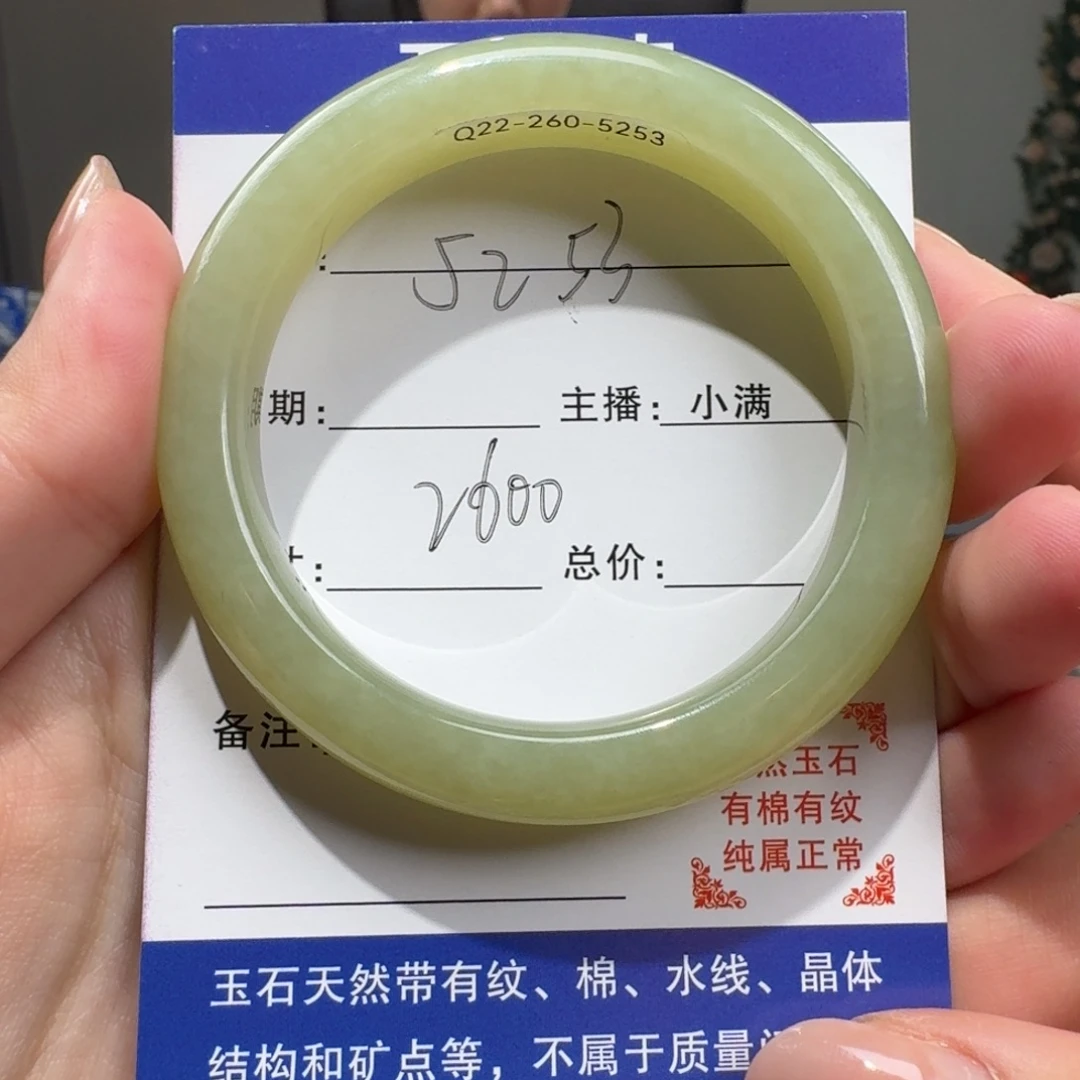 Q22-260-5253
: 5253
期: 主播: 小满
2600
: 总价:
备注
然玉石
有棉有纹
纯属正常
玉石天然带有纹、棉、水线、晶体
结构和矿点等，不属于质量